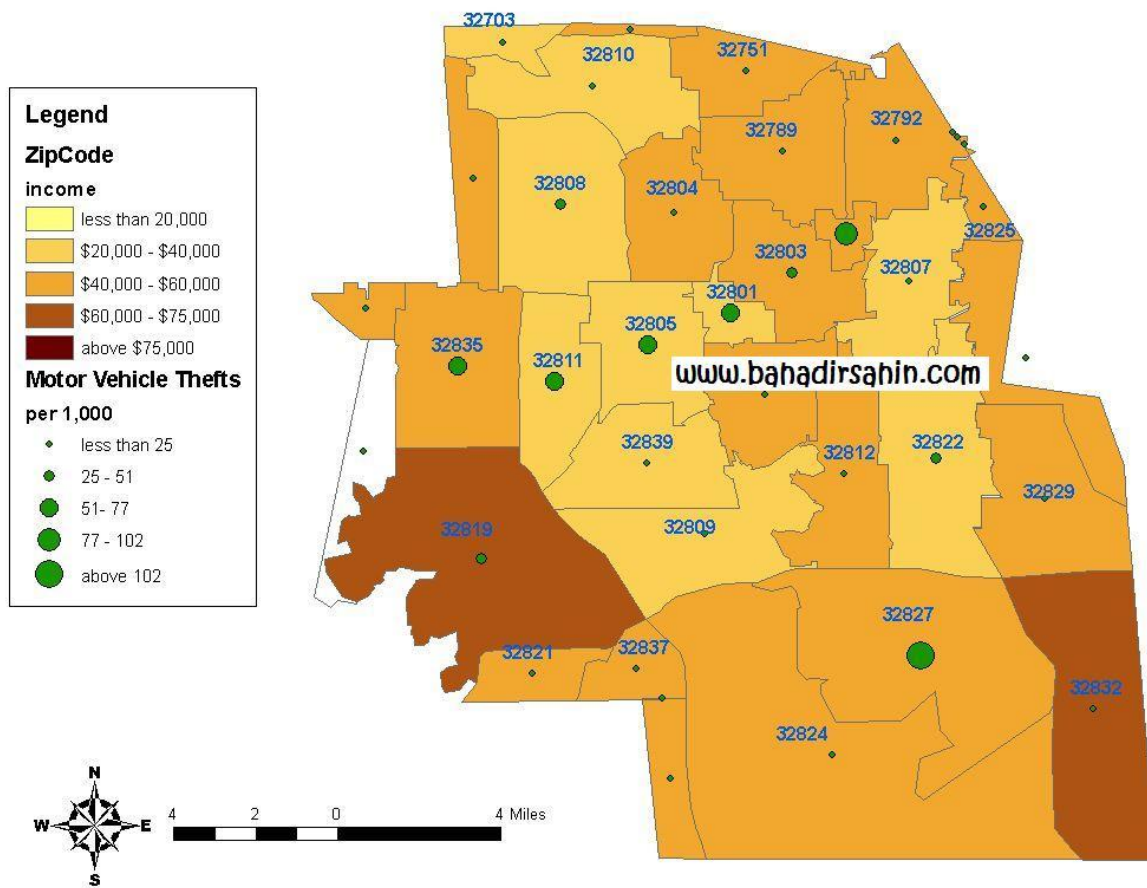 Legend
ZipCode
income
less than 20,000
$20,000 - $40,000
$40,000 - $60,000
$60,000 - $75,000
above $75,000
Motor Vehicle Thefts
per 1,000
less than 25
25 - 51
51- 77
77 - 102
above 102
32703
32810
32751
32789
32792
32808
32804
32825
32803
32807
32801
32805
32835
32811
www.bahadirsahin.com
32839
32812
32822
32829
32819
32809
32827
32821
32837
32832
32824
N
W E
S
4 2 0 4 Miles